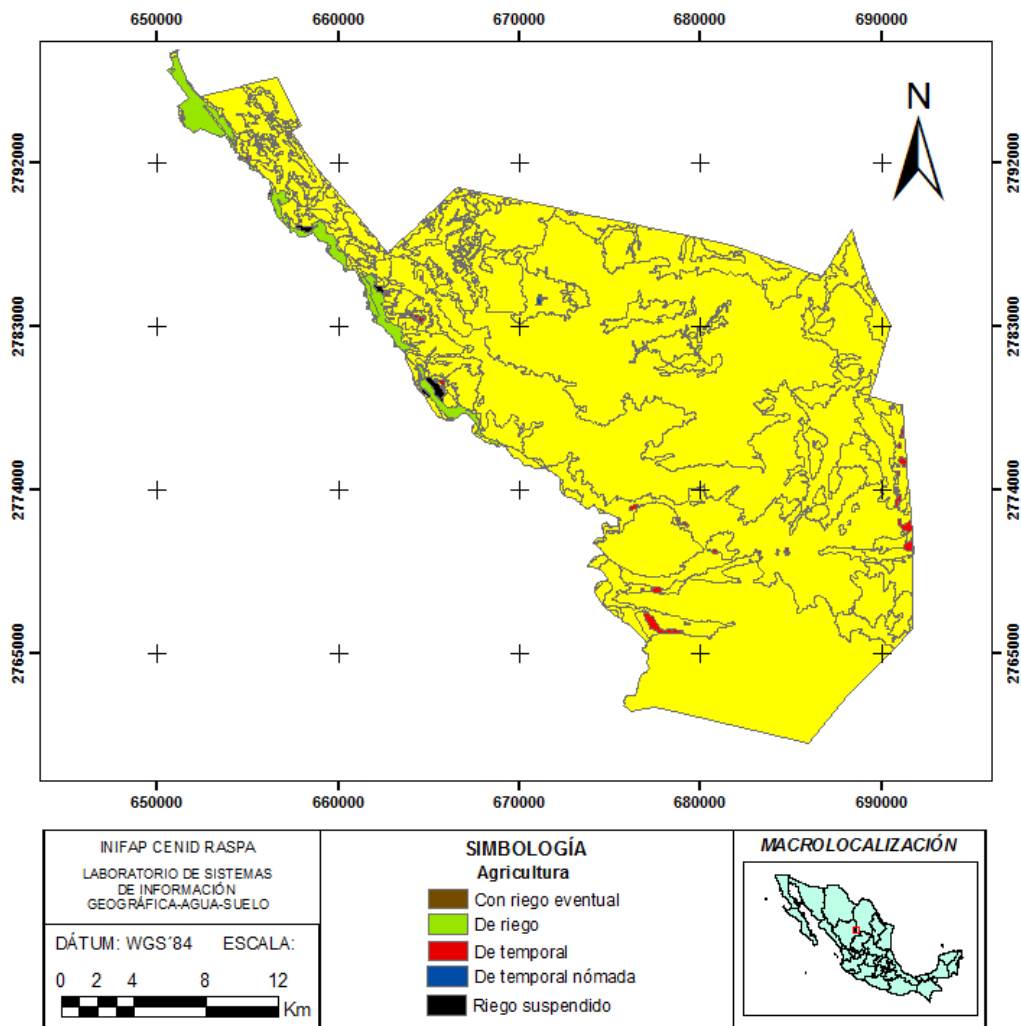 650000 660000 670000 680000 690000
N
2792000 2792000
2783000 2783000
2774000 2774000
2765000 2765000
650000 660000 670000 680000 690000
INIFAP CENID RASPA
LABORATORIO DE SISTEMAS
DE INFORMACIÓN
GEOGRÁFICA-AGUA-SUELO
DÁTUM: WGS´84 ESCALA:
0 2 4 8 12
Km
SIMBOLOGÍA
Agricultura
Con riego eventual
De riego
De temporal
De temporal nómada
Riego suspendido
MACROLOCALIZACIÓN